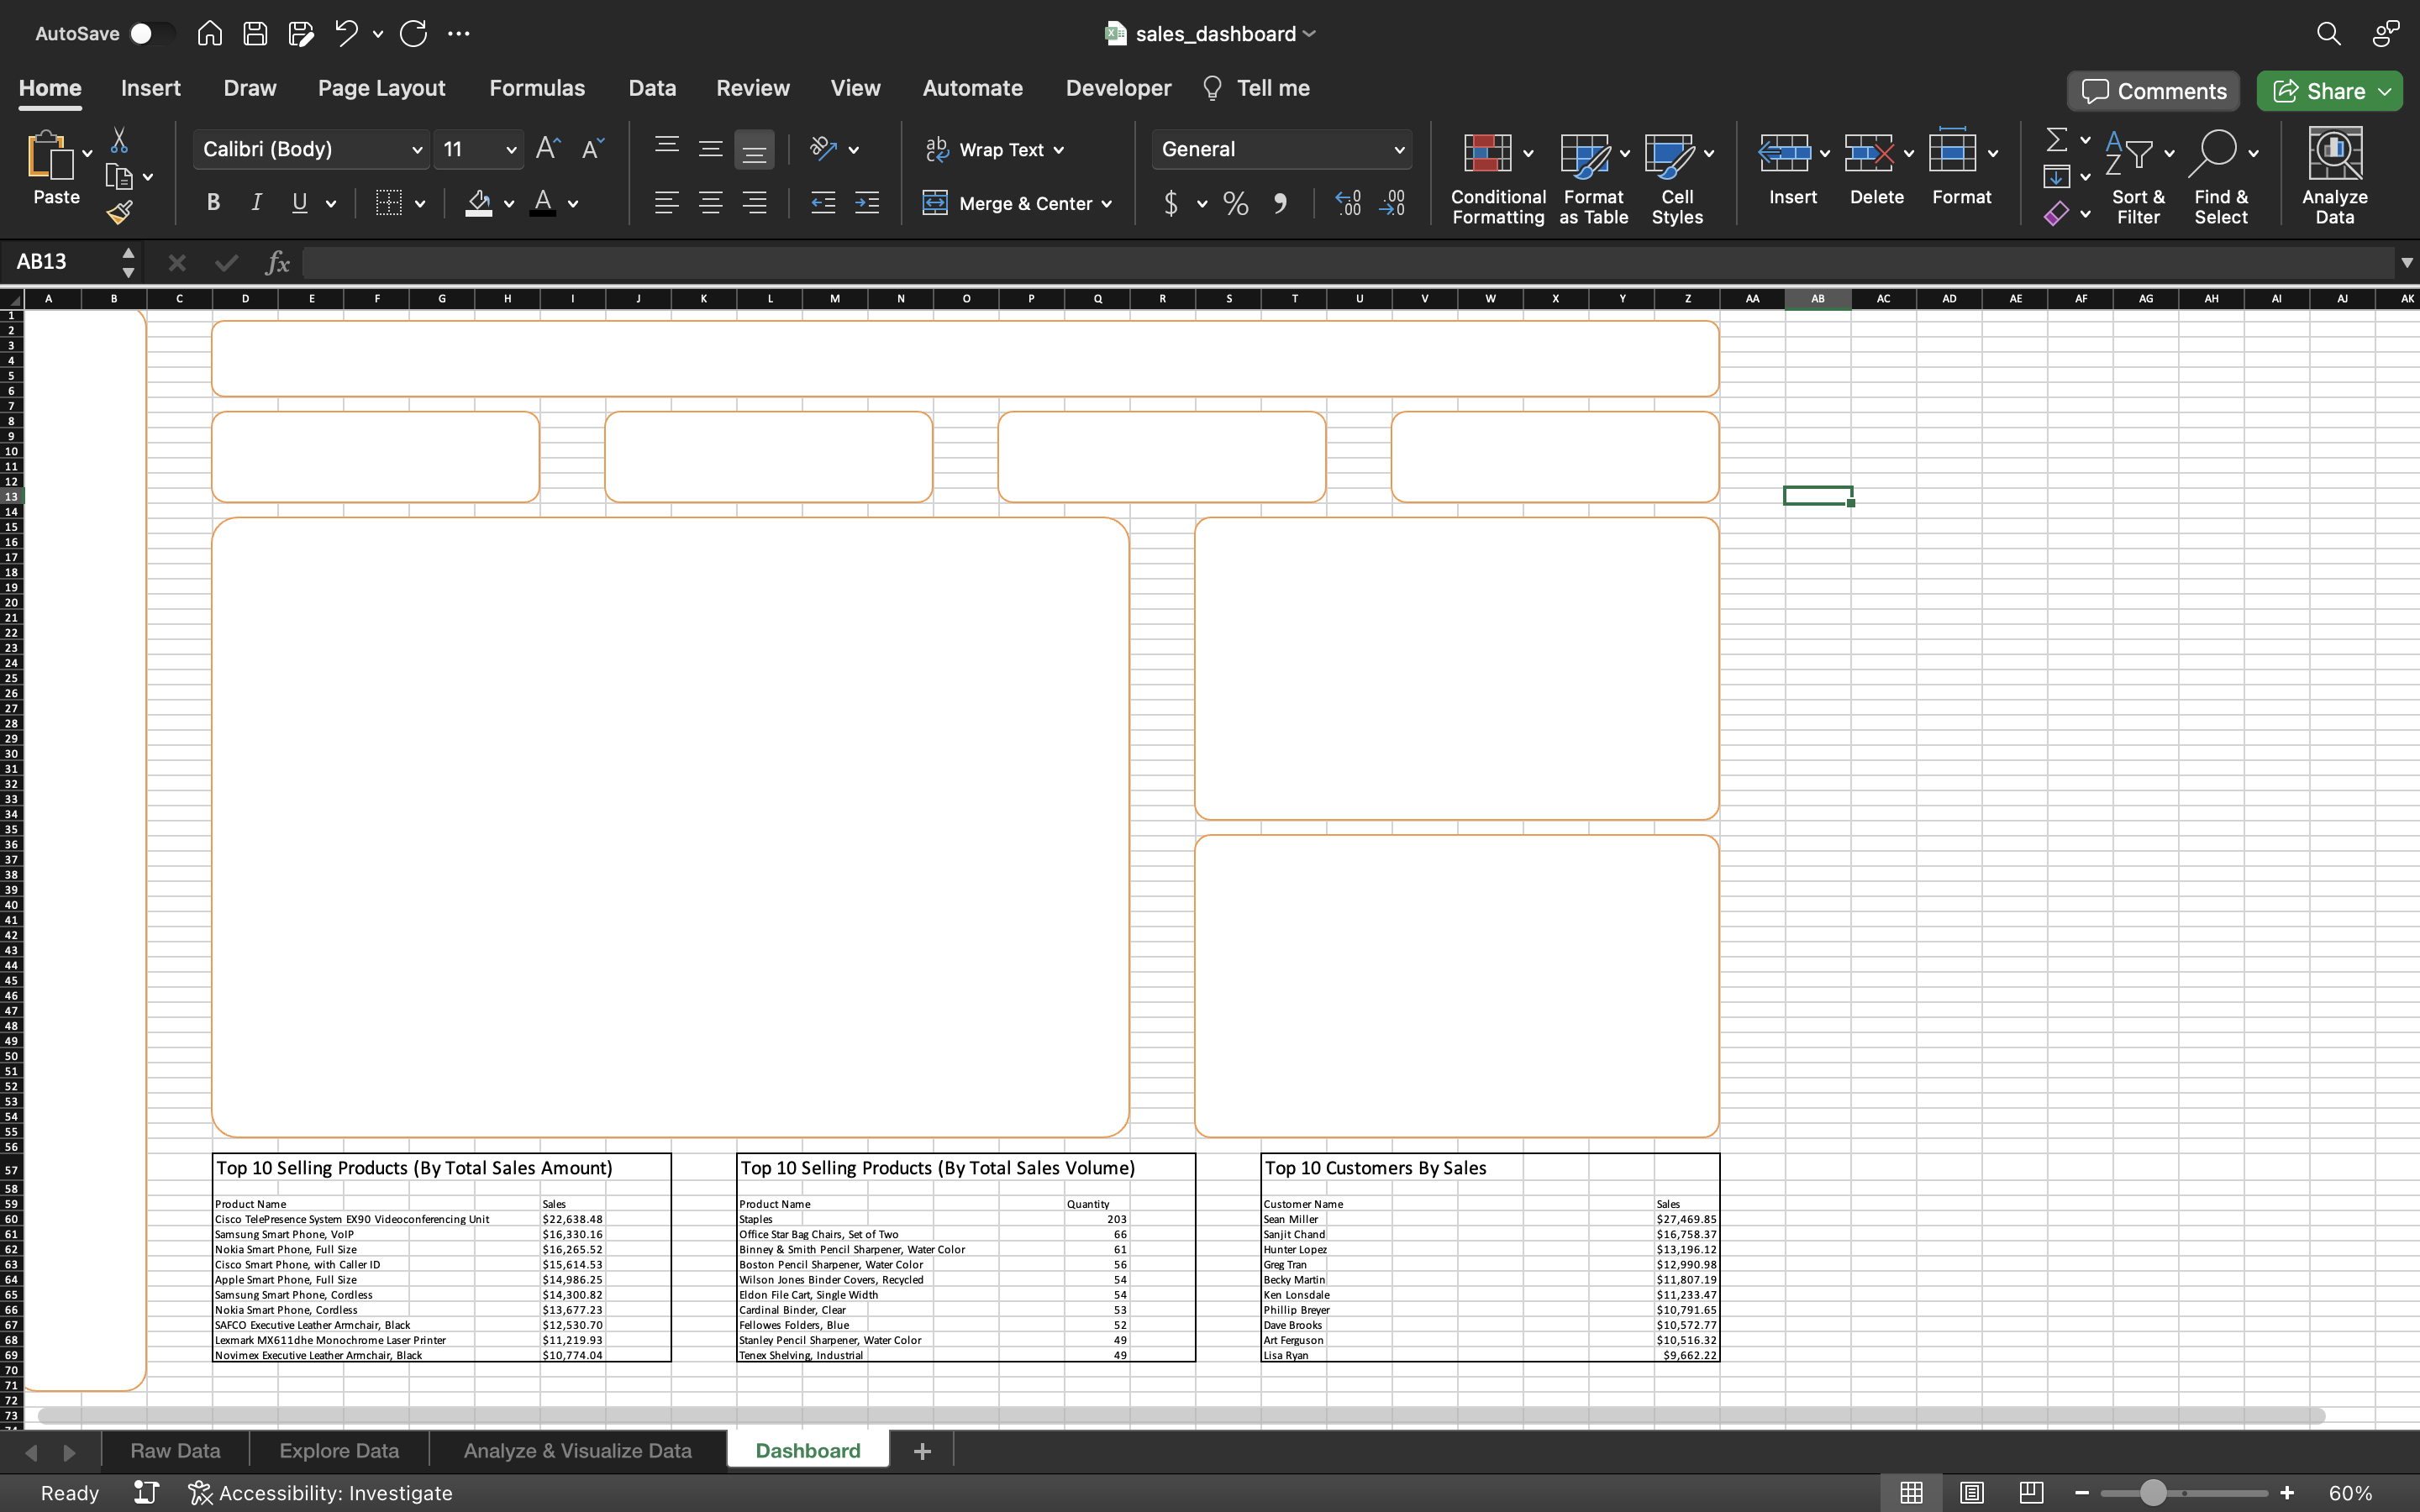 AutoSave
sales_dashboard
Home Insert Draw Page Layout Formulas Data Review View Automate Developer Tell me
Comments Share
Paste
Calibri (Body) 11
B I U
Wrap Text
Merge & Center
General
Conditional Formatting
Format as Table
Cell Styles
Insert
Delete
Format
Sort & Filter
Find & Select
Analyze Data
AB13 fx
A B C D E F G H I J K L M N O P Q R S T U V W X Y Z AA AB AC AD AE AF AG AH AI AJ AK
1
2
3
4
5
6
7
8
9
10
11
12
13
14
15
16
17
18
19
20
21
22
23
24
25
26
27
28
29
30
31
32
33
34
35
36
37
38
39
40
41
42
43
44
45
46
47
48
49
50
51
52
53
54
55
56
57 Top 10 Selling Products (By Total Sales Amount) Top 10 Selling Products (By Total Sales Volume) Top 10 Customers By Sales
58
59 Product Name Sales Product Name Quantity Customer Name Sales
60 Cisco TelePresence System EX90 Videoconferencing Unit $22,638.48 Staples 203 Sean Miller $27,469.85
61 Samsung Smart Phone, VoIP $16,330.16 Office Star Bag Chairs, Set of Two 66 Sanjit Chand $16,758.37
62 Nokia Smart Phone, Full Size $16,265.52 Binney & Smith Pencil Sharpener, Water Color 61 Hunter Lopez $13,196.12
63 Cisco Smart Phone, with Caller ID $15,614.53 Boston Pencil Sharpener, Water Color 56 Greg Tran $12,990.98
64 Apple Smart Phone, Full Size $14,986.25 Wilson Jones Binder Covers, Recycled 54 Becky Martin $11,807.19
65 Samsung Smart Phone, Cordless $14,300.82 Eldon File Cart, Single Width 54 Ken Lonsdale $11,233.47
66 Nokia Smart Phone, Cordless $13,677.23 Cardinal Binder, Clear 53 Phillip Breyer $10,791.65
67 SAFCO Executive Leather Armchair, Black $12,530.70 Fellowes Folders, Blue 52 Dave Brooks $10,572.77
68 Lexmark MX611dhe Monochrome Laser Printer $11,219.93 Stanley Pencil Sharpener, Water Color 49 Art Ferguson $10,516.32
69 Novimex Executive Leather Armchair, Black $10,774.04 Tenex Shelving, Industrial 49 Lisa Ryan $9,662.22
70
71
72
73
Raw Data Explore Data Analyze & Visualize Data Dashboard
Ready Accessibility: Investigate 60%